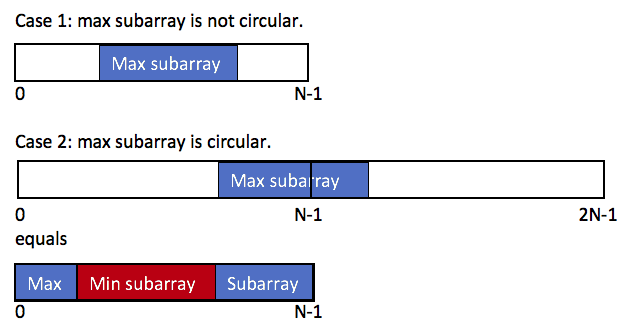 Case 1: max subarray is not circular.
Max subarray
0 N-1
Case 2: max subarray is circular.
Max subarray
0 N-1 2N-1
equals
Max Min subarray Subarray
0 N-1